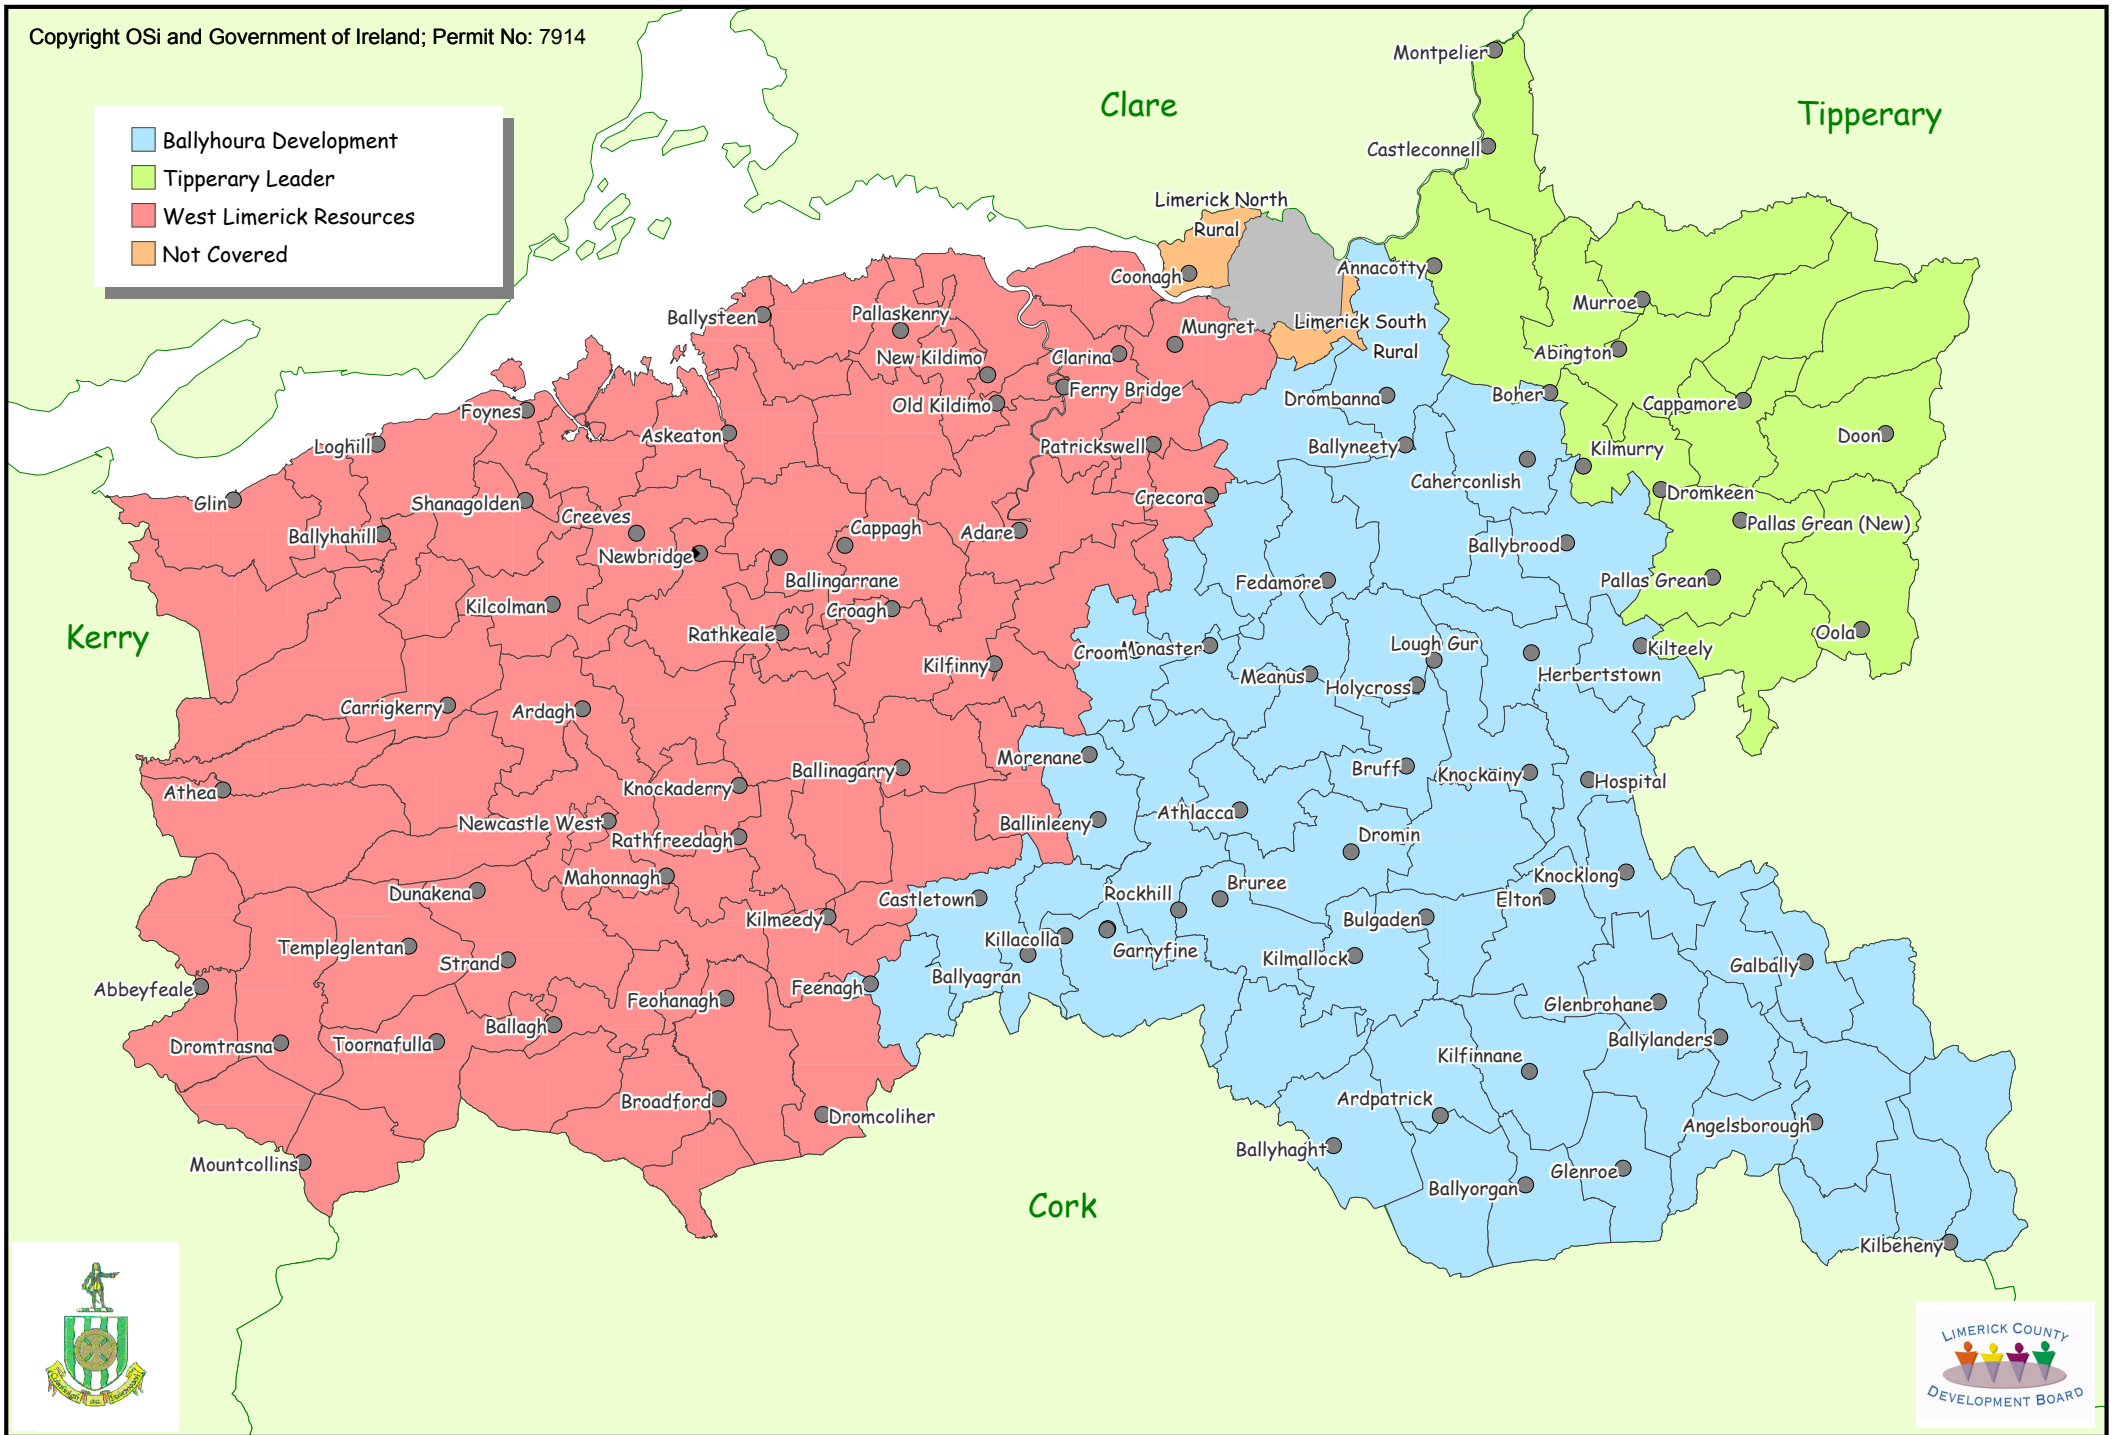 Copyright OSi and Government of Ireland; Permit No: 7914
Montpelier
Clare
Tipperary
Ballyhoura Development
Tipperary Leader
West Limerick Resources
Not Covered
Castleconnell
Limerick North
Rural
Coonagh
Annacotty
Murroe
Ballysteen
Pallaskenry
Mungret
Limerick South
Rural
Clarina
New Kildimo
Abington
Ferry Bridge
Old Kildimo
Drombanna
Boher
Cappamore
Foynes
Askeaton
Loghill
Patrickswell
Ballyneety
Kilmurry
Doon
Caherconlish
Glin
Shanagolden
Creeves
Crecora
Dromkeen
Ballyhahill
Cappagh
Adare
Pallas Grean (New)
Newbridge
Ballybrood
Ballingarrane
Fedamore
Pallas Grean
Kilcolman
Croagh
Kerry
Rathkeale
Oola
Croom
Monaster
Lough Gur
Kilteely
Kilfinny
Meanus
Holycross
Herbertstown
Carrigkerry
Ardagh
Morenane
Ballinagarry
Bruff
Knockainy
Hospital
Athea
Knockaderry
Newcastle West
Ballinleeny
Athlacca
Rathfreedagh
Dromin
Mahonnagh
Knocklong
Dunakena
Castletown
Rockhill
Bruree
Elton
Kilmeedy
Bulgaden
Templeglentan
Killacolla
Garryfine
Strand
Kilmallock
Galbally
Ballyagran
Abbeyfeale
Feenagh
Feohanagh
Glenbrohane
Ballagh
Dromtrasna
Toornafulla
Ballylanders
Kilfinnane
Broadford
Ardpatrick
Dromcoliher
Angelsborough
Ballyhaght
Mountcollins
Glenroe
Ballyorgan
Cork
Kilbeheny
LIMERICK COUNTY
DEVELOPMENT BOARD